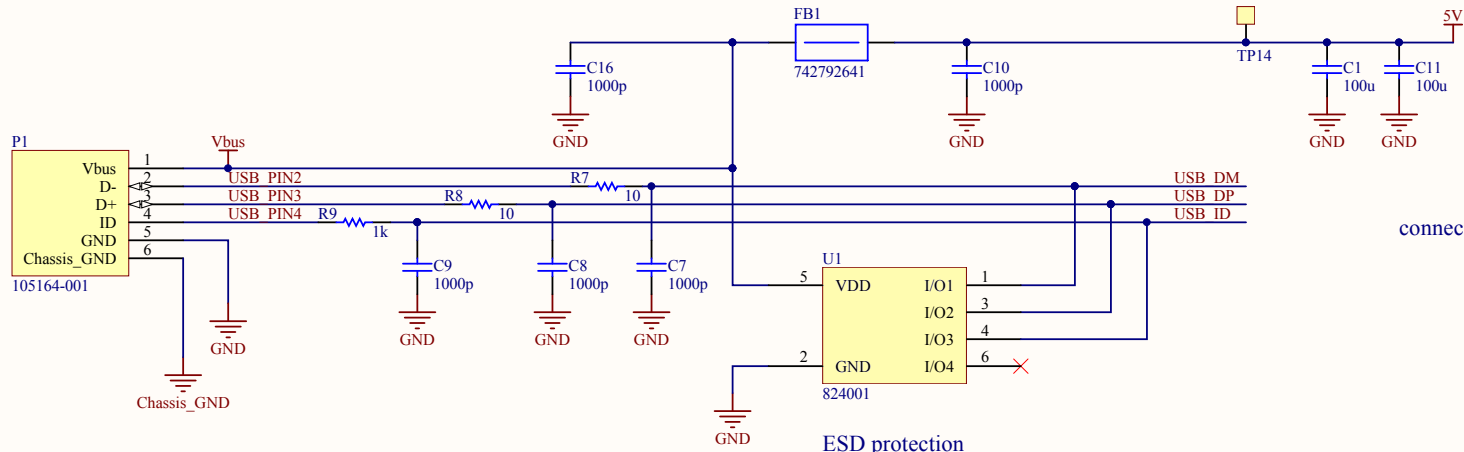 FB1
5V
C16
1000p
742792641
C10
1000p
TP14
C1
100u
C11
100u
GND
GND
GND
GND
P1
Vbus
Vbus
1
D-
2
USB_PIN2
R7
10
USB_DM
D+
3
USB_PIN3
R8
10
USB_DP
ID
4
USB_PIN4
R9
1k
USB_ID
GND
5
Chassis_GND
6
105164-001
connec
C9
1000p
C8
1000p
C7
1000p
U1
5
VDD
I/O1
1
I/O2
3
I/O3
4
2
GND
I/O4
6
824001
GND
GND
GND
GND
Chassis_GND
GND
ESD protection